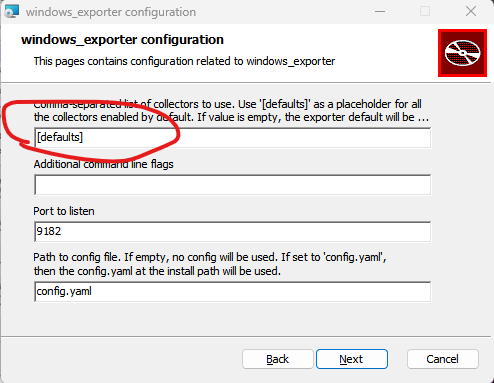 windows_exporter configuration
windows_exporter configuration
This pages contains configuration related to windows_exporter
Comma-separated list of collectors to use. Use '[defaults]' as a placeholder for all
the collectors enabled by default. If value is empty, the exporter default will be ...
[defaults]
Additional command line flags
Port to listen
9182
Path to config file. If empty, no config will be used. If set to 'config.yaml',
then the config.yaml at the install path will be used.
config.yaml
Back Next Cancel